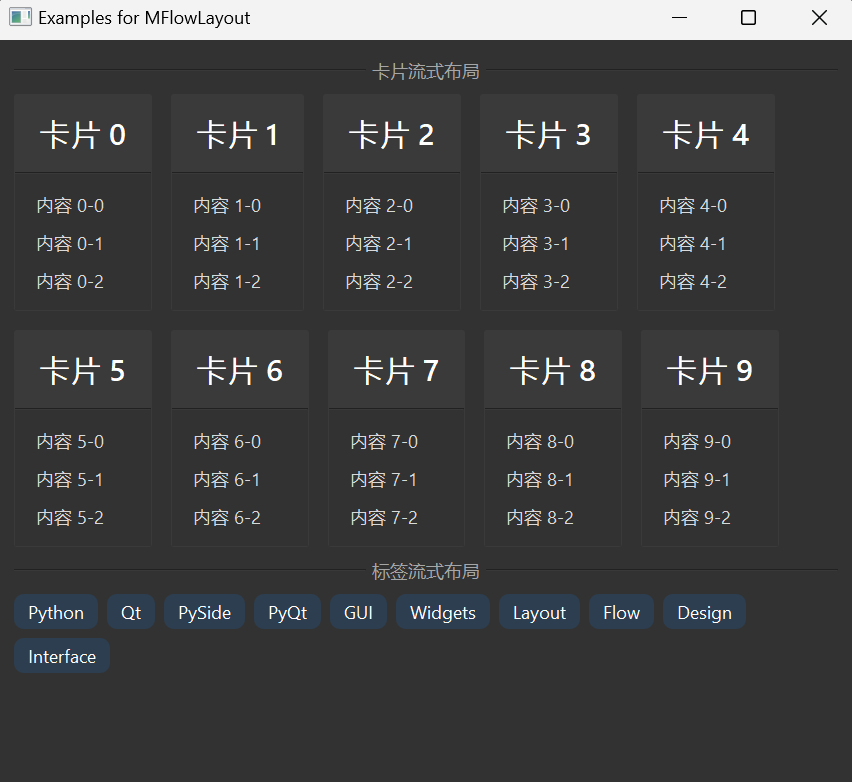 Examples for MFlowLayout
卡片流式布局
卡片 0 卡片 1 卡片 2 卡片 3 卡片 4
内容 0-0 内容 1-0 内容 2-0 内容 3-0 内容 4-0
内容 0-1 内容 1-1 内容 2-1 内容 3-1 内容 4-1
内容 0-2 内容 1-2 内容 2-2 内容 3-2 内容 4-2
卡片 5 卡片 6 卡片 7 卡片 8 卡片 9
内容 5-0 内容 6-0 内容 7-0 内容 8-0 内容 9-0
内容 5-1 内容 6-1 内容 7-1 内容 8-1 内容 9-1
内容 5-2 内容 6-2 内容 7-2 内容 8-2 内容 9-2
标签流式布局
Python Qt PySide PyQt GUI Widgets Layout Flow Design
Interface